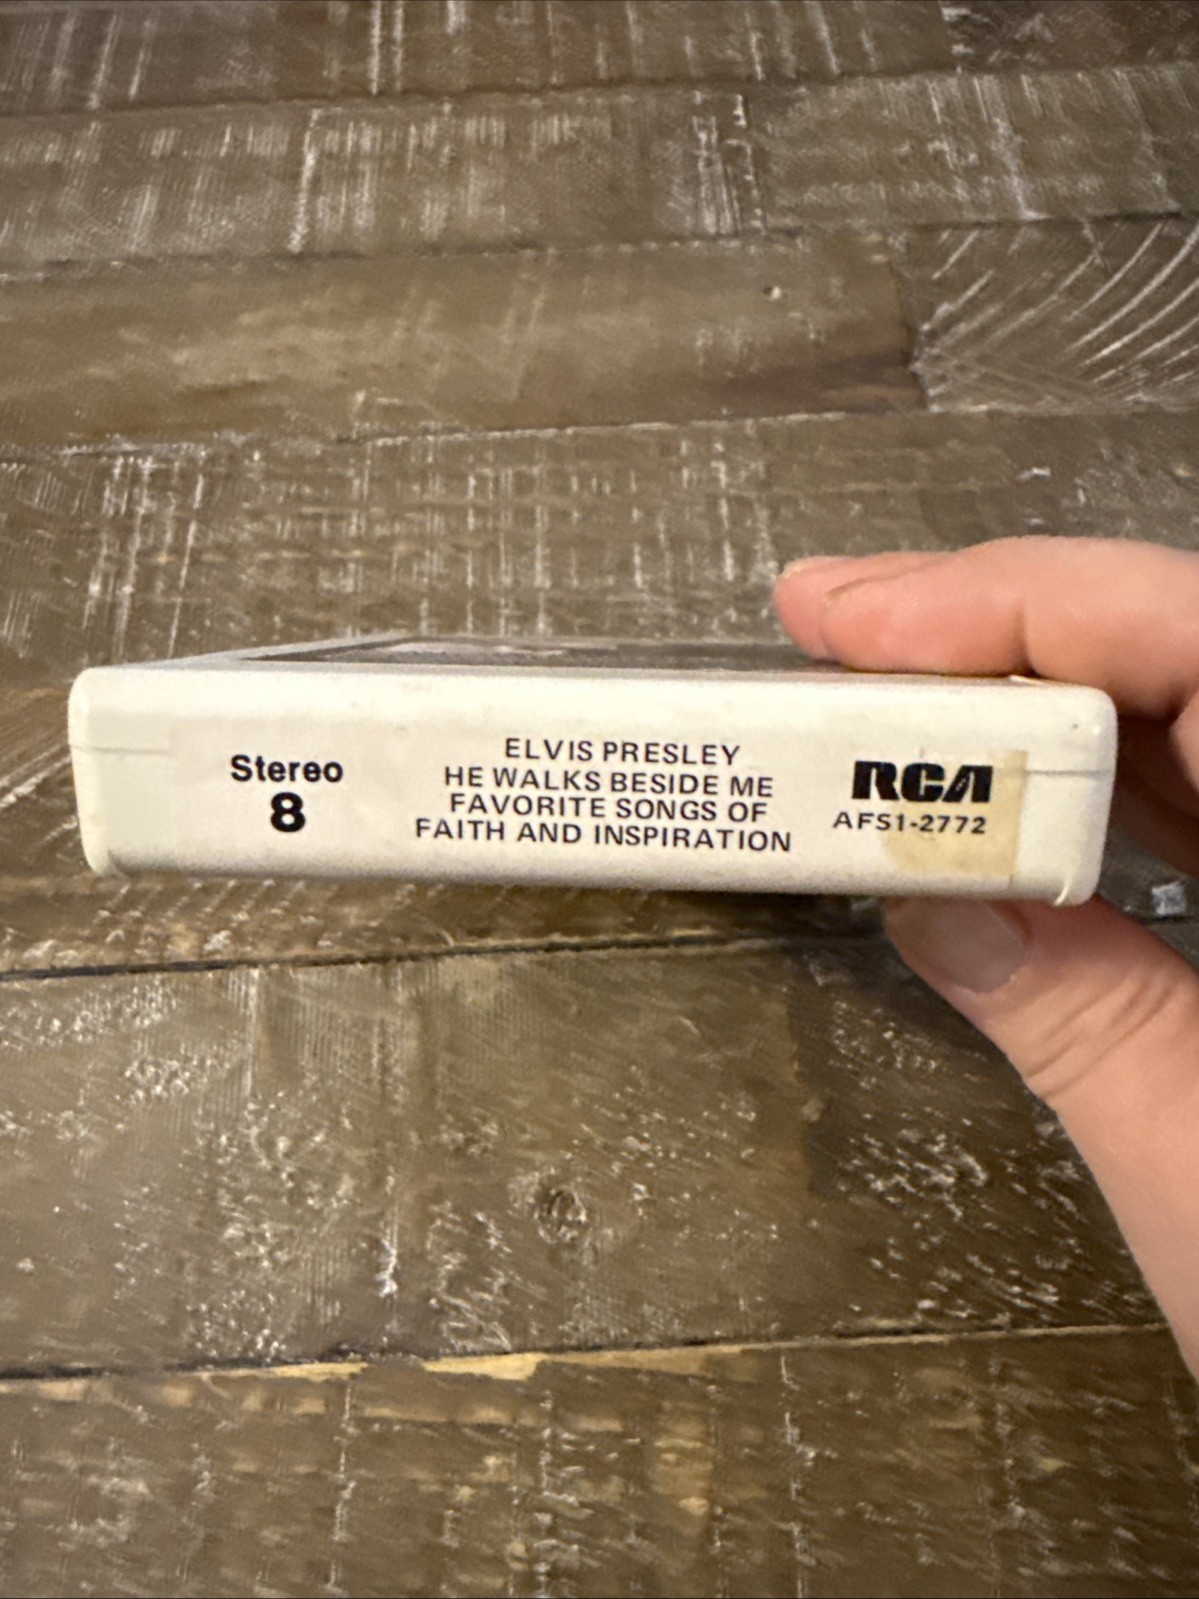 Stereo
8
ELVIS PRESLEY
HE WALKS BESIDE ME
FAVORITE SONGS OF
FAITH AND INSPIRATION
RCA
AFS1-2772